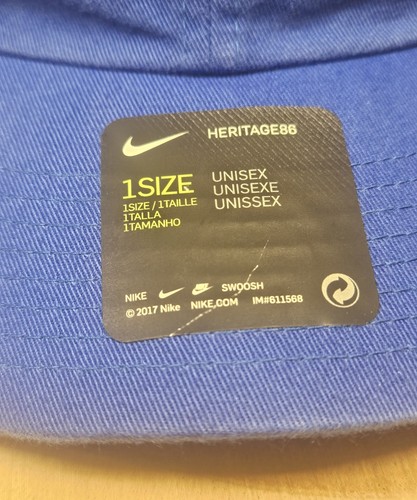 HERITAGE86
1SIZE
1SIZE / 1TAILLE
1TALLA
1TAMANHO
UNISEX
UNISEXE
UNISSEX
NIKE SWOOSH
© 2017 Nike NIKE.COM IM#611568